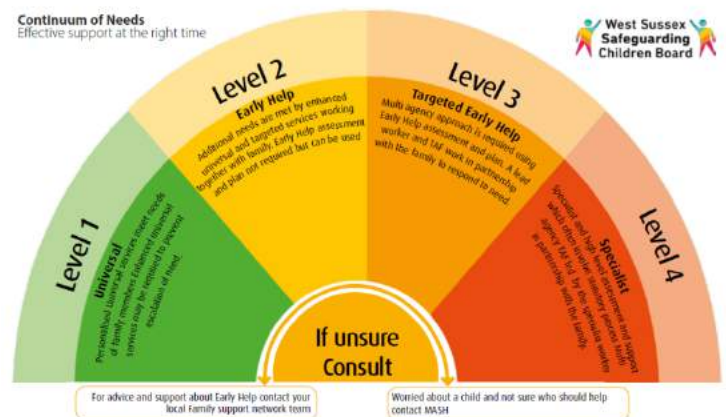 Continuum of Needs
Effective support at the right time
West Sussex
Safeguarding
Children Board
Level 1
Universal
Personalised Universal services meet needs
of family members Enhanced universal
services may be required to prevent
escalation of need.
Level 2
Early Help
Additional needs are met by enhanced
universal and targeted services working
together with family. Early Help assessment
and plan not required but can be used
Level 3
Targeted Early Help
Multi agency approach is required using
Early Help assessment and plan. A lead
worker and TAF work in partnership
with the family to respond to need
Level 4
Specialist
Specialist and high level assessment and support
which often involve statutory process Multi
agency TAF led by the specialist worker
in partnership with the family.
If unsure
Consult
For advice and support about Early Help contact your
local Family support network team
Worried about a child and not sure who should help
contact MASH